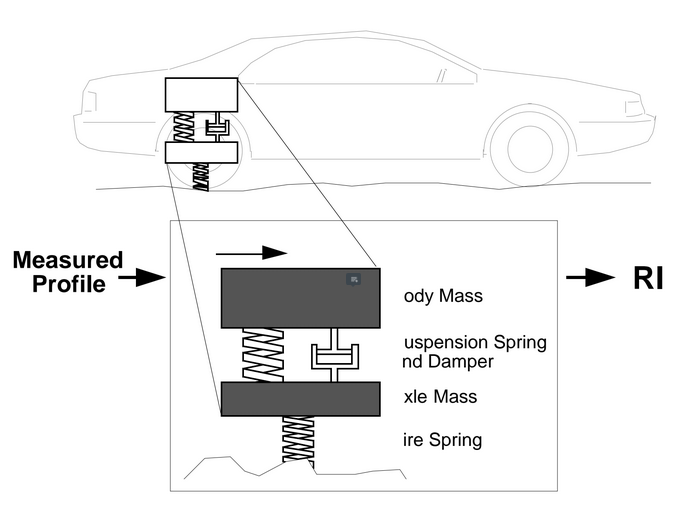 Measured
Profile
ody Mass
uspension Spring
nd Damper
xle Mass
ire Spring
RI